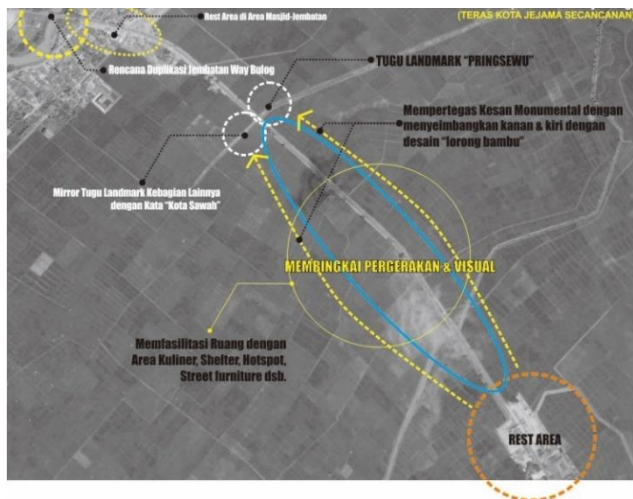 (TERAS KOTA JEJAMA SECANCANAN)
Rest Area di Area Masjid-Jembatan
TUGU LANDMARK “PRINGSEWU”
Rencana Duplikasi Jembatan Way Bulog
Mempertegas Kesan Monumental dengan
menyeimbangkan kanan & kiri dengan
desain “lorong bambu”
Mirror Tugu Landmark Kebagian Lainnya
dengan Kata “Kota Sawah”
MEMBINGKAI PERGERAKAN & VISUAL
Memfasilitasi Ruang dengan
Area Kuliner, Shelter, Hotspot,
Street furniture dsb.
REST AREA